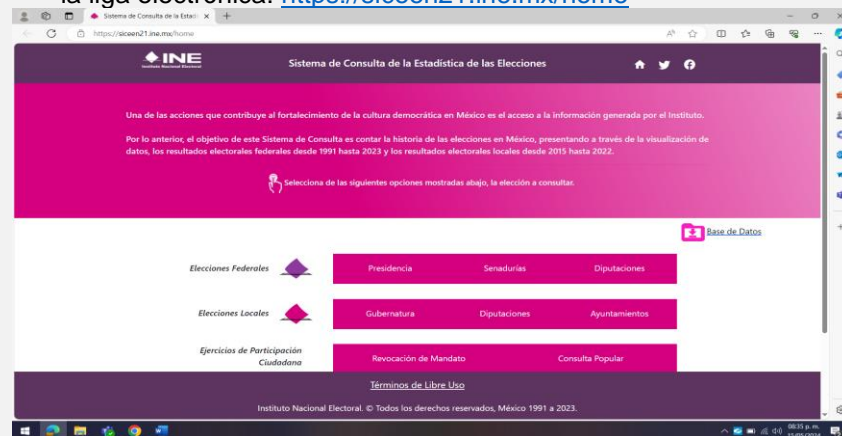 la liga electrónica: https://siceen21.ine.mx/home
Sistema de Consulta de la Estadí
https://siceen21.ine.mx/home
INE
Instituto Nacional Electoral
Sistema de Consulta de la Estadística de las Elecciones
Una de las acciones que contribuye al fortalecimiento de la cultura democrática en México es el acceso a la información generada por el Instituto.
Por lo anterior, el objetivo de este Sistema de Consulta es contar la historia de las elecciones en México, presentando a través de la visualización de
datos, los resultados electorales federales desde 1991 hasta 2023 y los resultados electorales locales desde 2015 hasta 2022.
Selecciona de las siguientes opciones mostradas abajo, la elección a consultar.
Base de Datos
Elecciones Federales Presidencia Senadurías Diputaciones
Elecciones Locales Gubernatura Diputaciones Ayuntamientos
Ejercicios de Participación
Ciudadana Revocación de Mandato Consulta Popular
Términos de Libre Uso
Instituto Nacional Electoral. © Todos los derechos reservados, México 1991 a 2023.
08:35 p. m.